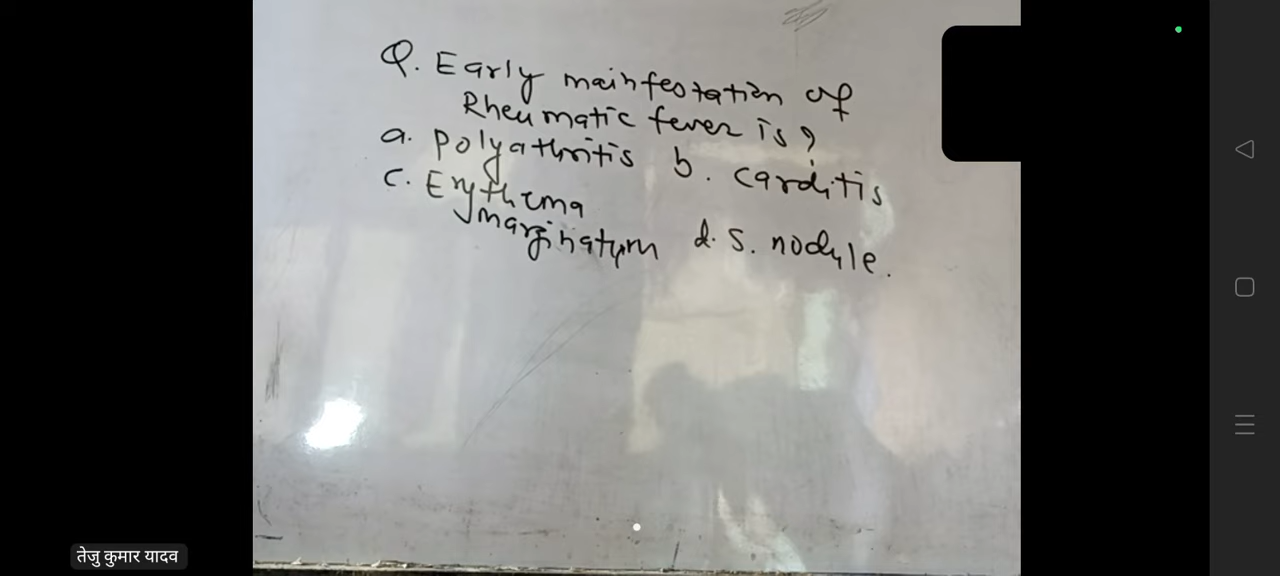 Q. Early mainfestation of
Rheumatic fever is?
a. polyathritis b. carditis
c. Erythema
marginatum d. S. nodule.
तेजु कुमार यादव